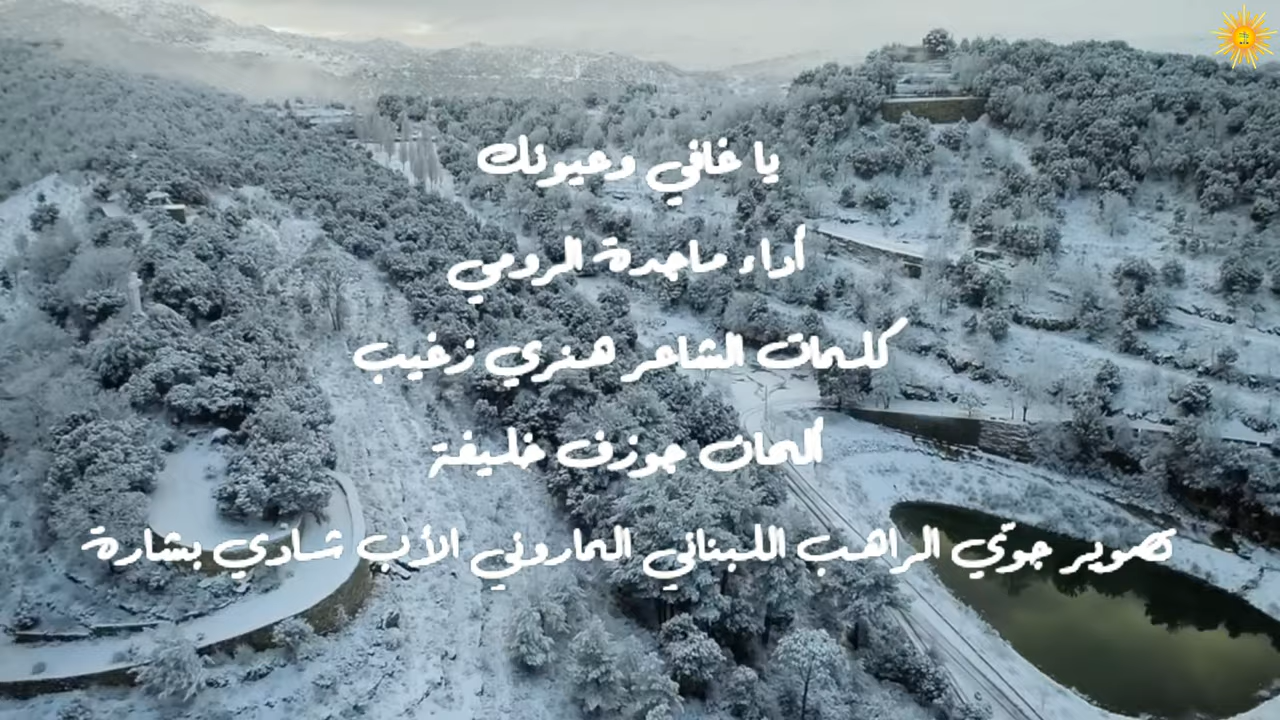 يا غافي وعيونك
أداء ماجدة الرومي
كلمات الشاعر هنري زغيب
ألحان جوزف خليفة
تصوير جوّي الراهب اللبناني الماروني الأب شادي بشارة